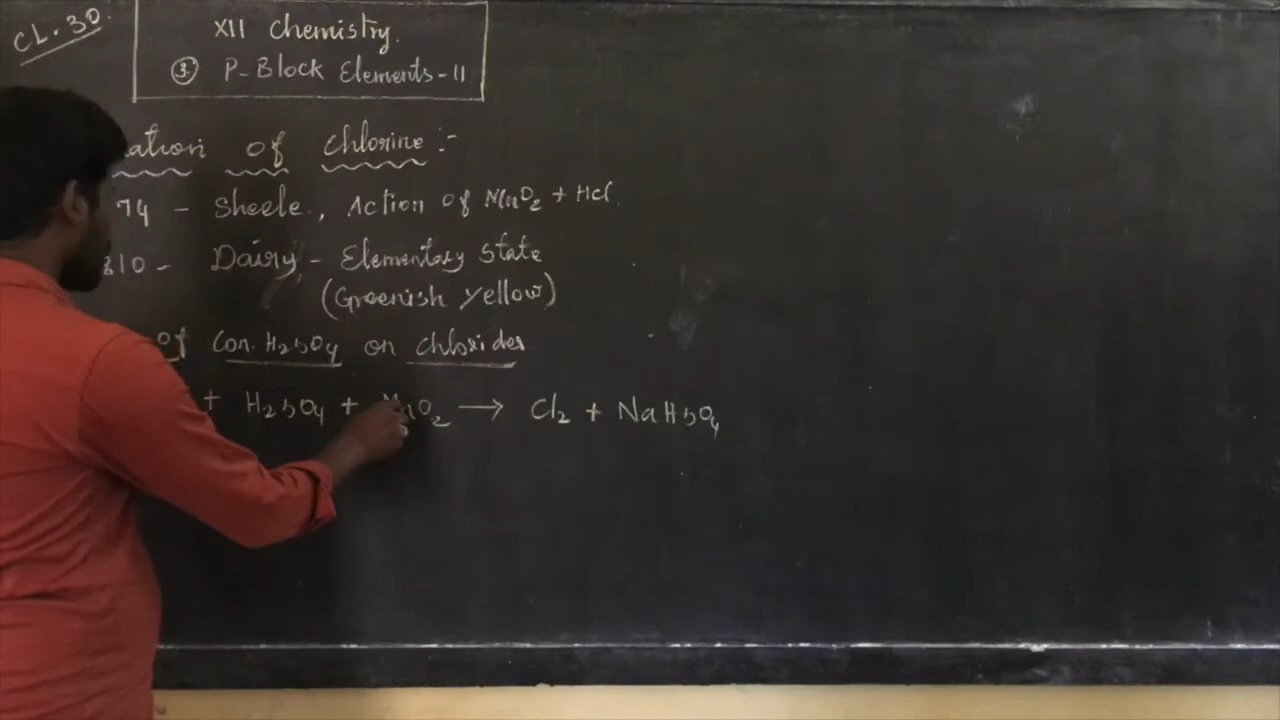 CL. 30.
XII Chemistry.
3. P-Block Elements-II
ation of chlorine:-
74 - Sheele, Action of MnO2 + HCl.
810 - Dairy - Elementary state
(Greenish yellow)
of Con. H2SO4 on chlorides
+ H2SO4 + MnO2 → Cl2 + NaHSO4